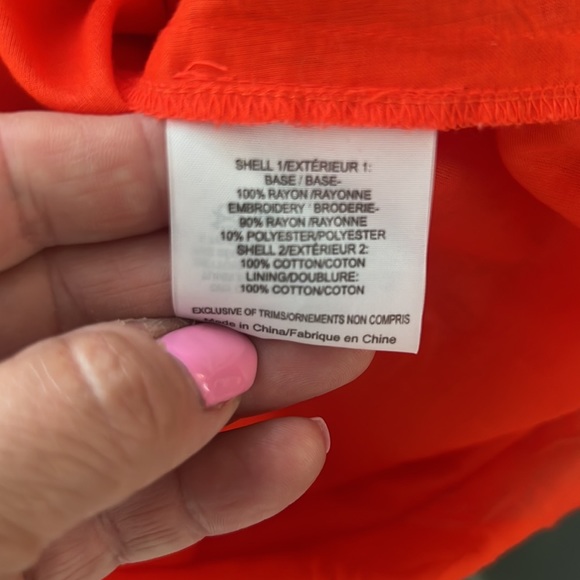 SHELL 1/EXTÉRIEUR 1:
BASE / BASE-
100% RAYON /RAYONNE
EMBROIDERY BRODERIE-
90% RAYON /RAYONNE
10% POLYESTER/POLYESTER
SHELL 2/EXTÉRIEUR 2:
100% COTTON/COTON
LINING/DOUBLURE:
100% COTTON/COTON
EXCLUSIVE OF TRIMS/ORNEMENTS NON COMPRIS
Made in China/Fabrique en Chine